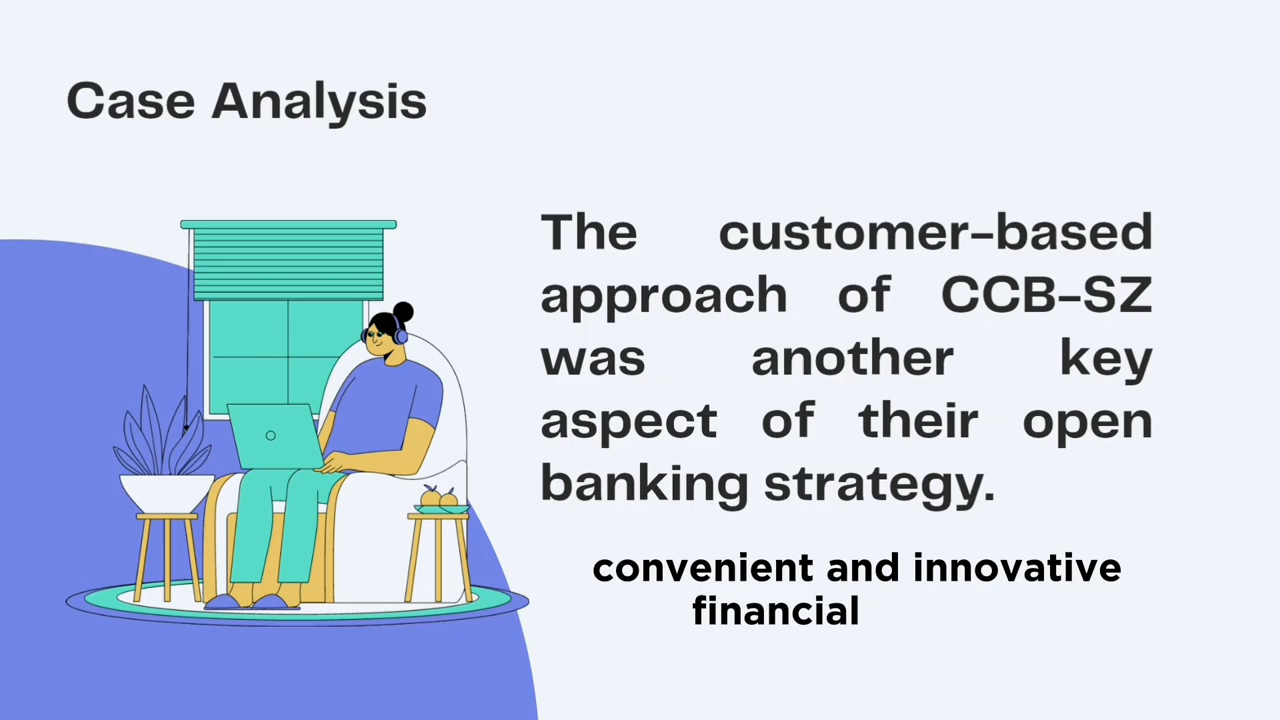 Case Analysis
The customer-based
approach of CCB-SZ
was another key
aspect of their open
banking strategy.
convenient and innovative
financial